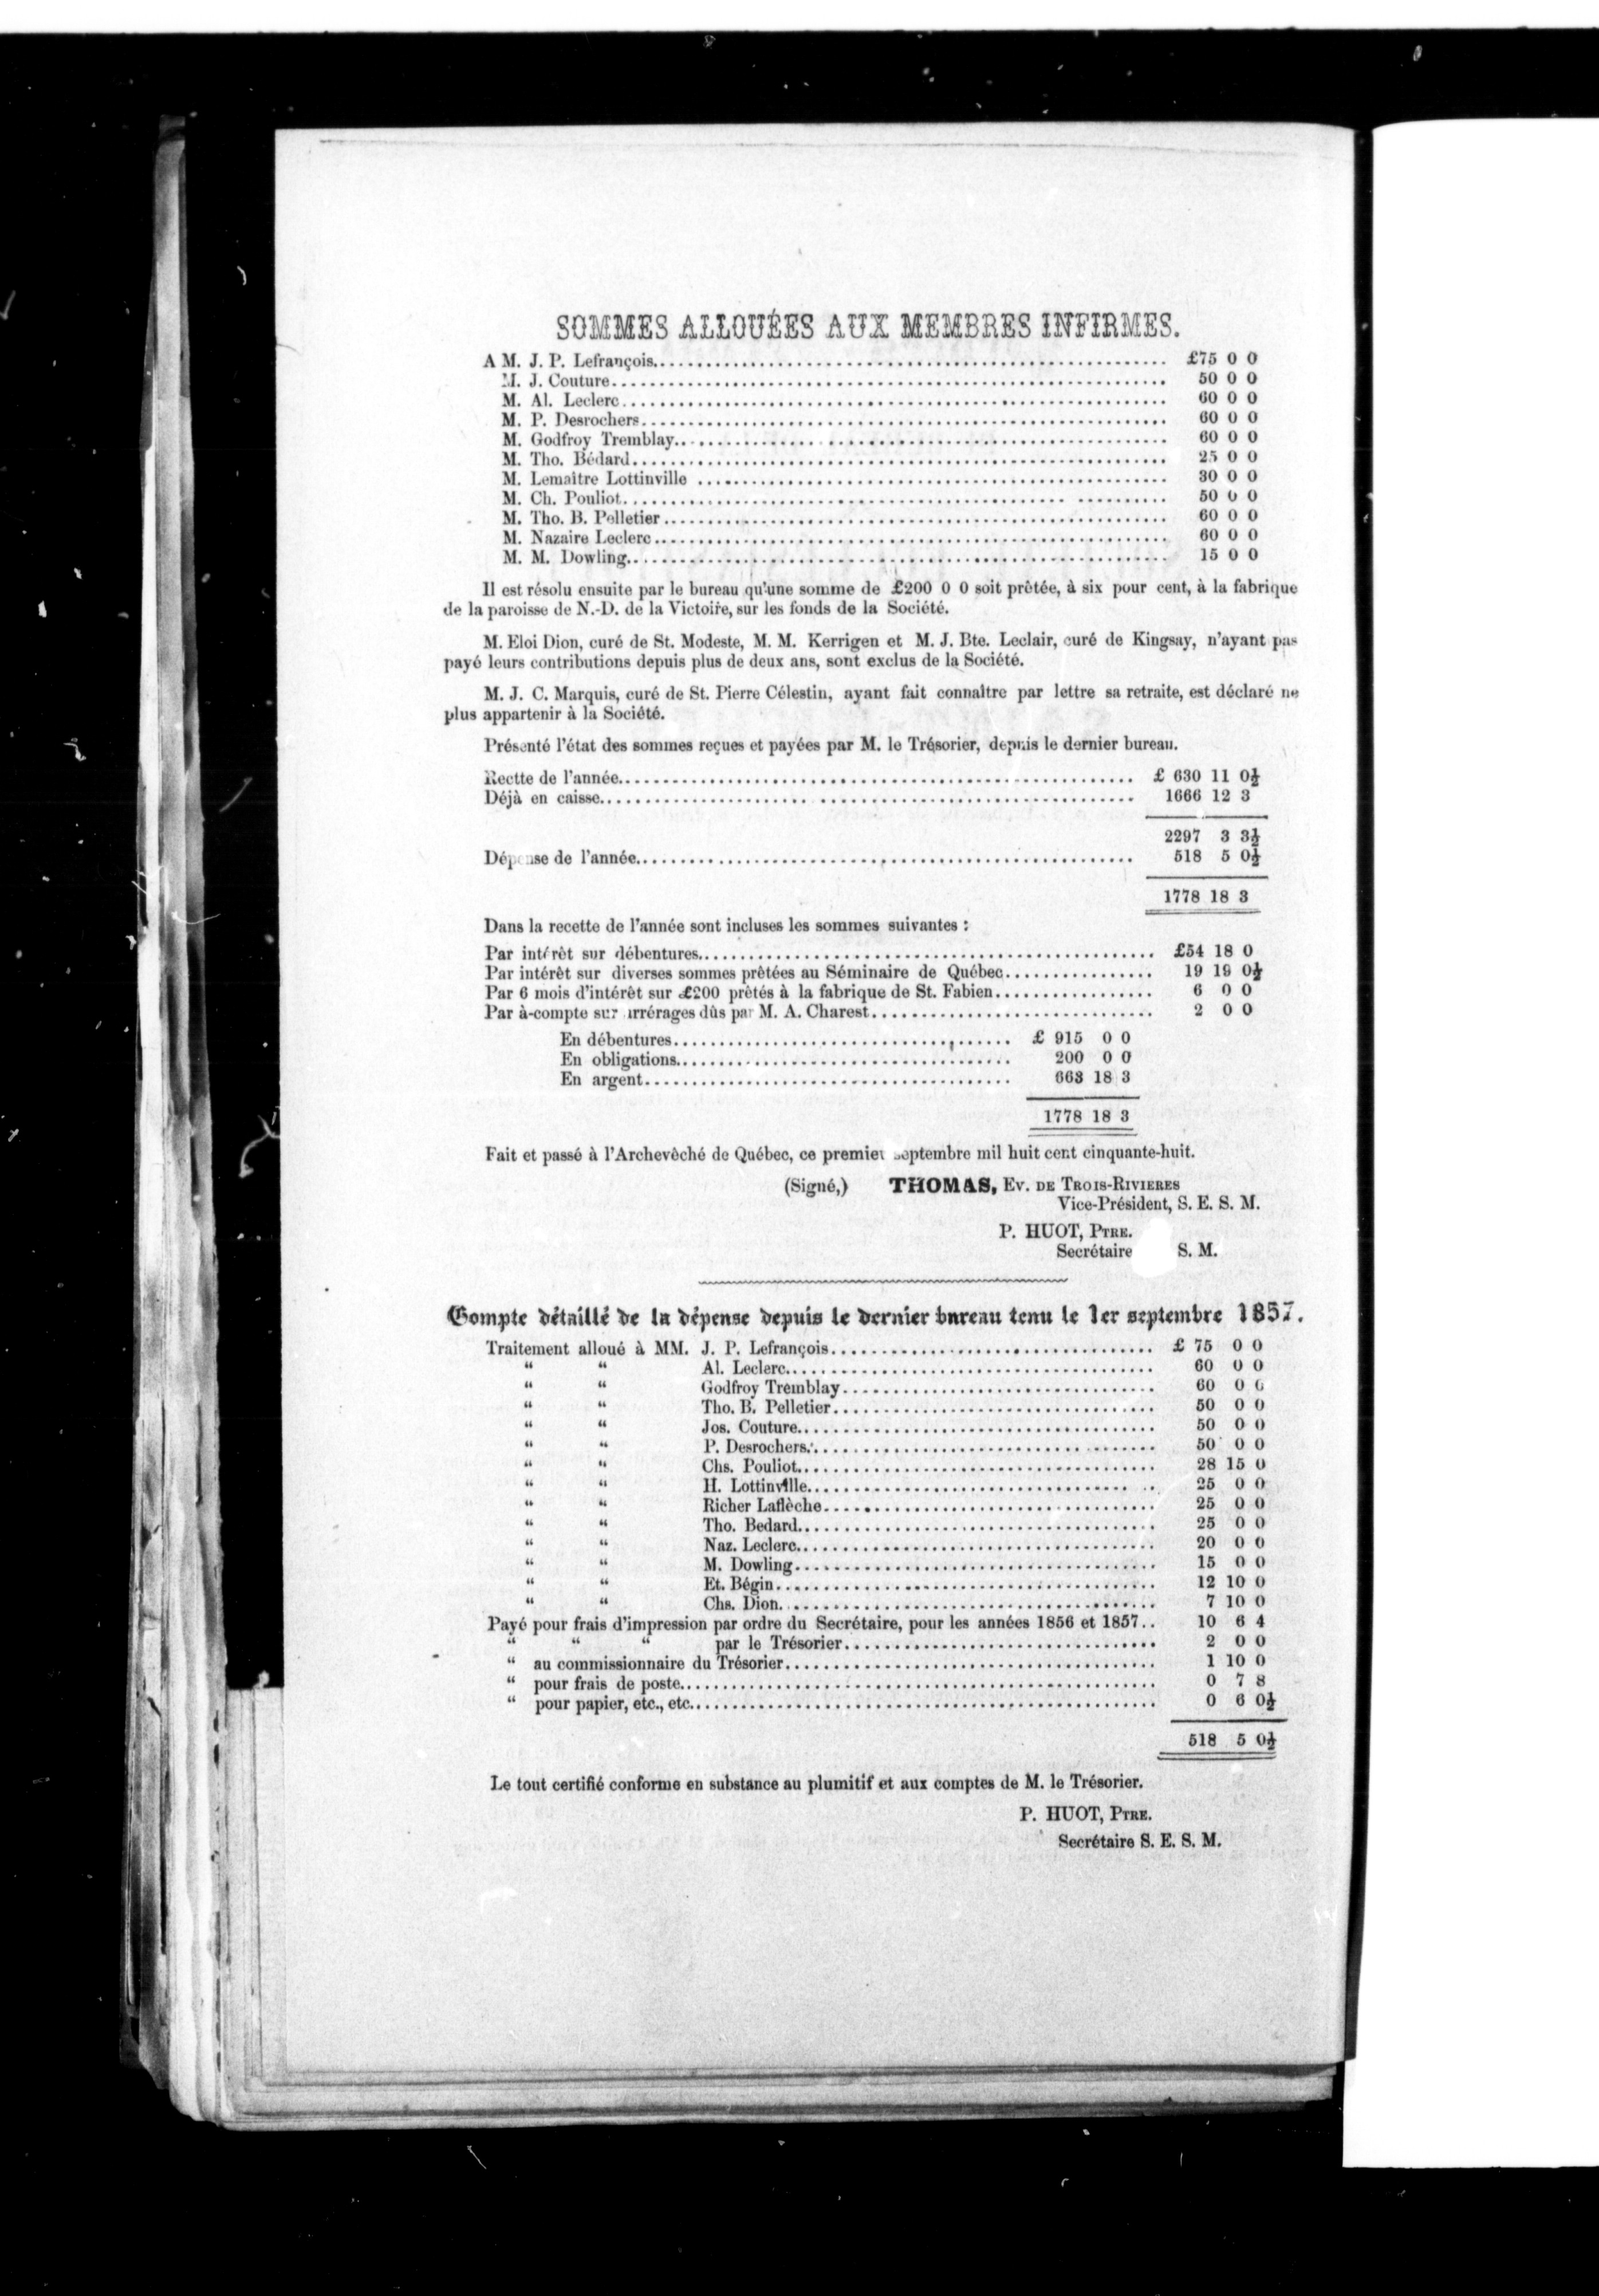 SOMMES ALLOUÉES AUX MEMBRES INFIRMES.
A M. J. P. Lefrançois........ £75 0 0
M. J. Couture........ 50 0 0
M. Al. Leclerc........ 60 0 0
M. P. Desrochers........ 60 0 0
M. Godfroy Tremblay........ 60 0 0
M. Tho. Bédard........ 25 0 0
M. Lemaître Lottinville ........ 30 0 0
M. Ch. Pouliot........ 50 0 0
M. Tho. B. Pelletier........ 60 0 0
M. Nazaire Leclerc........ 60 0 0
M. M. Dowling........ 15 0 0
Il est résolu ensuite par le bureau qu'une somme de £200 0 0 soit prêtée, à six pour cent, à la fabrique
de la paroisse de N.-D. de la Victoire, sur les fonds de la Société.
M. Eloi Dion, curé de St. Modeste, M. M. Kerrigen et M. J. Bte. Leclair, curé de Kingsay, n'ayant pas
payé leurs contributions depuis plus de deux ans, sont exclus de la Société.
M. J. C. Marquis, curé de St. Pierre Célestin, ayant fait connaître par lettre sa retraite, est déclaré ne
plus appartenir à la Société.
Présenté l'état des sommes reçues et payées par M. le Trésorier, depuis le dernier bureau.
Rectte de l'année........ £ 630 11 0½
Déjà en caisse........ 1666 12 3
2297 3 3½
Dépense de l'année........ 518 5 0½
1778 18 3
Dans la recette de l'année sont incluses les sommes suivantes :
Par intérêt sur débentures........ £54 18 0
Par intérêt sur diverses sommes prêtées au Séminaire de Québec........ 19 19 0½
Par 6 mois d'intérêt sur £200 prêtés à la fabrique de St. Fabien........ 6 0 0
Par à-compte sur arrérages dûs par M. A. Charest........ 2 0 0
En débentures........ £ 915 0 0
En obligations........ 200 0 0
En argent........ 663 18 3
1778 18 3
Fait et passé à l'Archevêché de Québec, ce premier septembre mil huit cent cinquante-huit.
(Signé,) THOMAS, Ev. de Trois-Rivieres
Vice-Président, S. E. S. M.
P. HUOT, Ptre.
Secrétaire S. M.
Compte détaillé de la dépense depuis le dernier bureau tenu le 1er septembre 1857.
Traitement alloué à MM. J. P. Lefrançois........ £ 75 0 0
“ “ Al. Leclerc........ 60 0 0
“ “ Godfroy Tremblay........ 60 0 0
“ “ Tho. B. Pelletier........ 50 0 0
“ “ Jos. Couture........ 50 0 0
“ “ P. Desrochers........ 50 0 0
“ “ Chs. Pouliot........ 28 15 0
“ “ H. Lottinville........ 25 0 0
“ “ Richer Laflèche........ 25 0 0
“ “ Tho. Bedard........ 25 0 0
“ “ Naz. Leclerc........ 20 0 0
“ “ M. Dowling........ 15 0 0
“ “ Et. Bégin........ 12 10 0
“ “ Chs. Dion........ 7 10 0
Payé pour frais d'impression par ordre du Secrétaire, pour les années 1856 et 1857.. 10 6 4
“ “ “ par le Trésorier........ 2 0 0
“ au commissionnaire du Trésorier........ 1 10 0
“ pour frais de poste........ 0 7 8
“ pour papier, etc., etc........ 0 6 0½
518 5 0½
Le tout certifié conforme en substance au plumitif et aux comptes de M. le Trésorier.
P. HUOT, Ptre.
Secrétaire S. E. S. M.